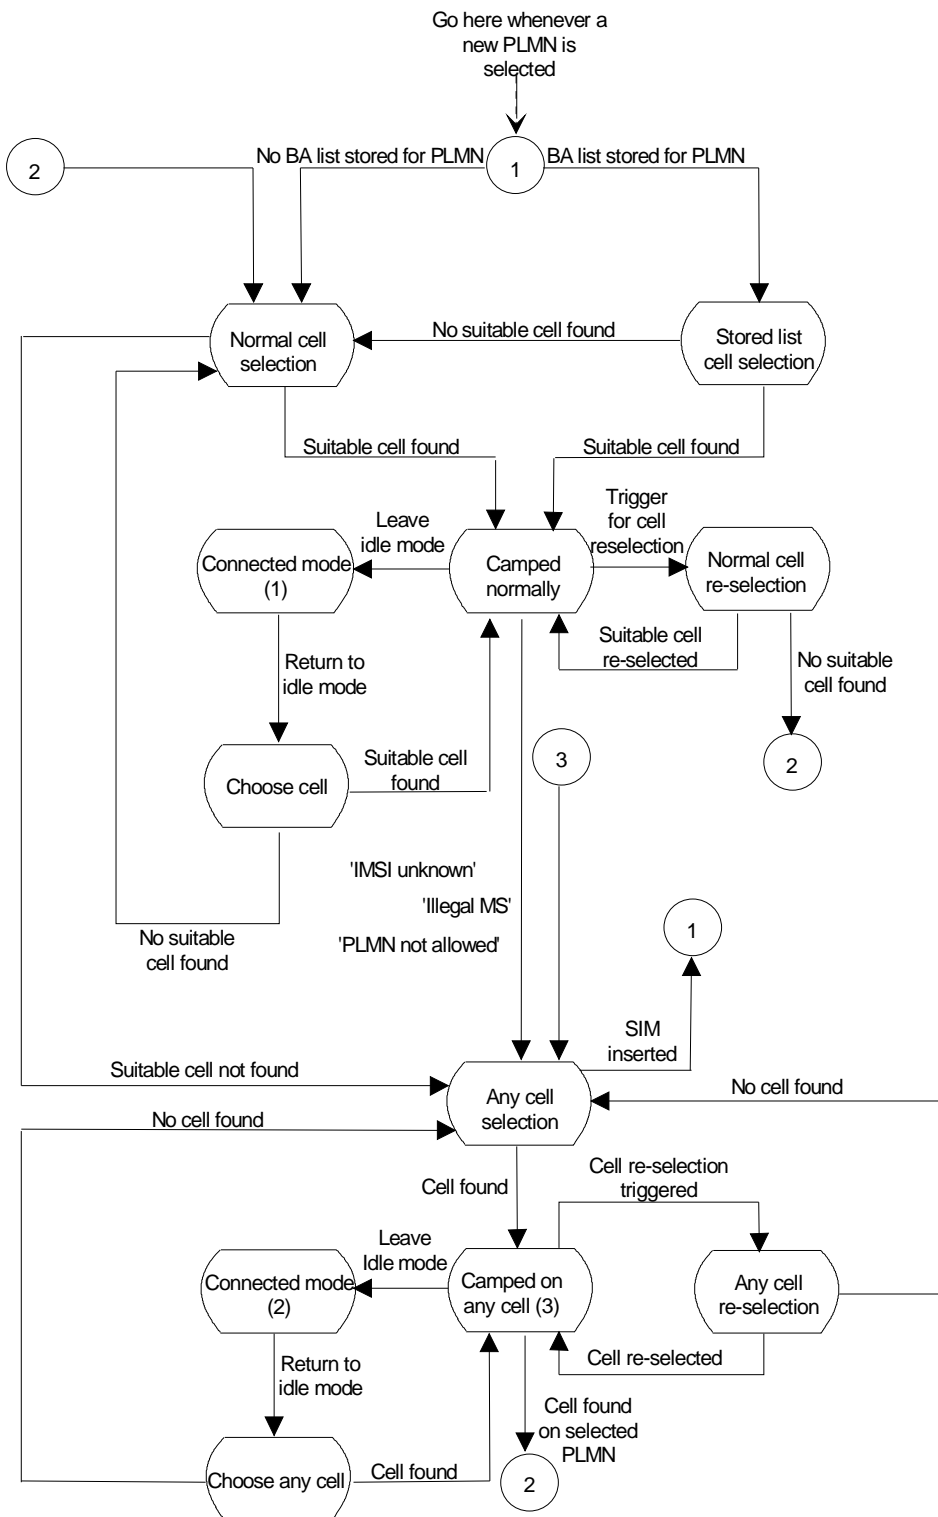 Go here whenever a
new PLMN is
selected
2
No BA list stored for PLMN
1
BA list stored for PLMN
Normal cell
selection
No suitable cell found
Stored list
cell selection
Suitable cell found
Suitable cell found
Leave
idle mode
Trigger
for cell
reselection
Connected mode
(1)
Camped
normally
Normal cell
re-selection
Suitable cell
re-selected
Return to
idle mode
No suitable
cell found
Choose cell
Suitable cell
found
3
2
'IMSI unknown'
'Illegal MS'
'PLMN not allowed'
No suitable
cell found
1
SIM
inserted
Suitable cell not found
Any cell
selection
No cell found
No cell found
Cell found
Cell re-selection
triggered
Leave
Idle mode
Connected mode
(2)
Camped on
any cell (3)
Any cell
re-selection
Return to
idle mode
Cell re-selected
Cell found
on selected
PLMN
Choose any cell
Cell found
2